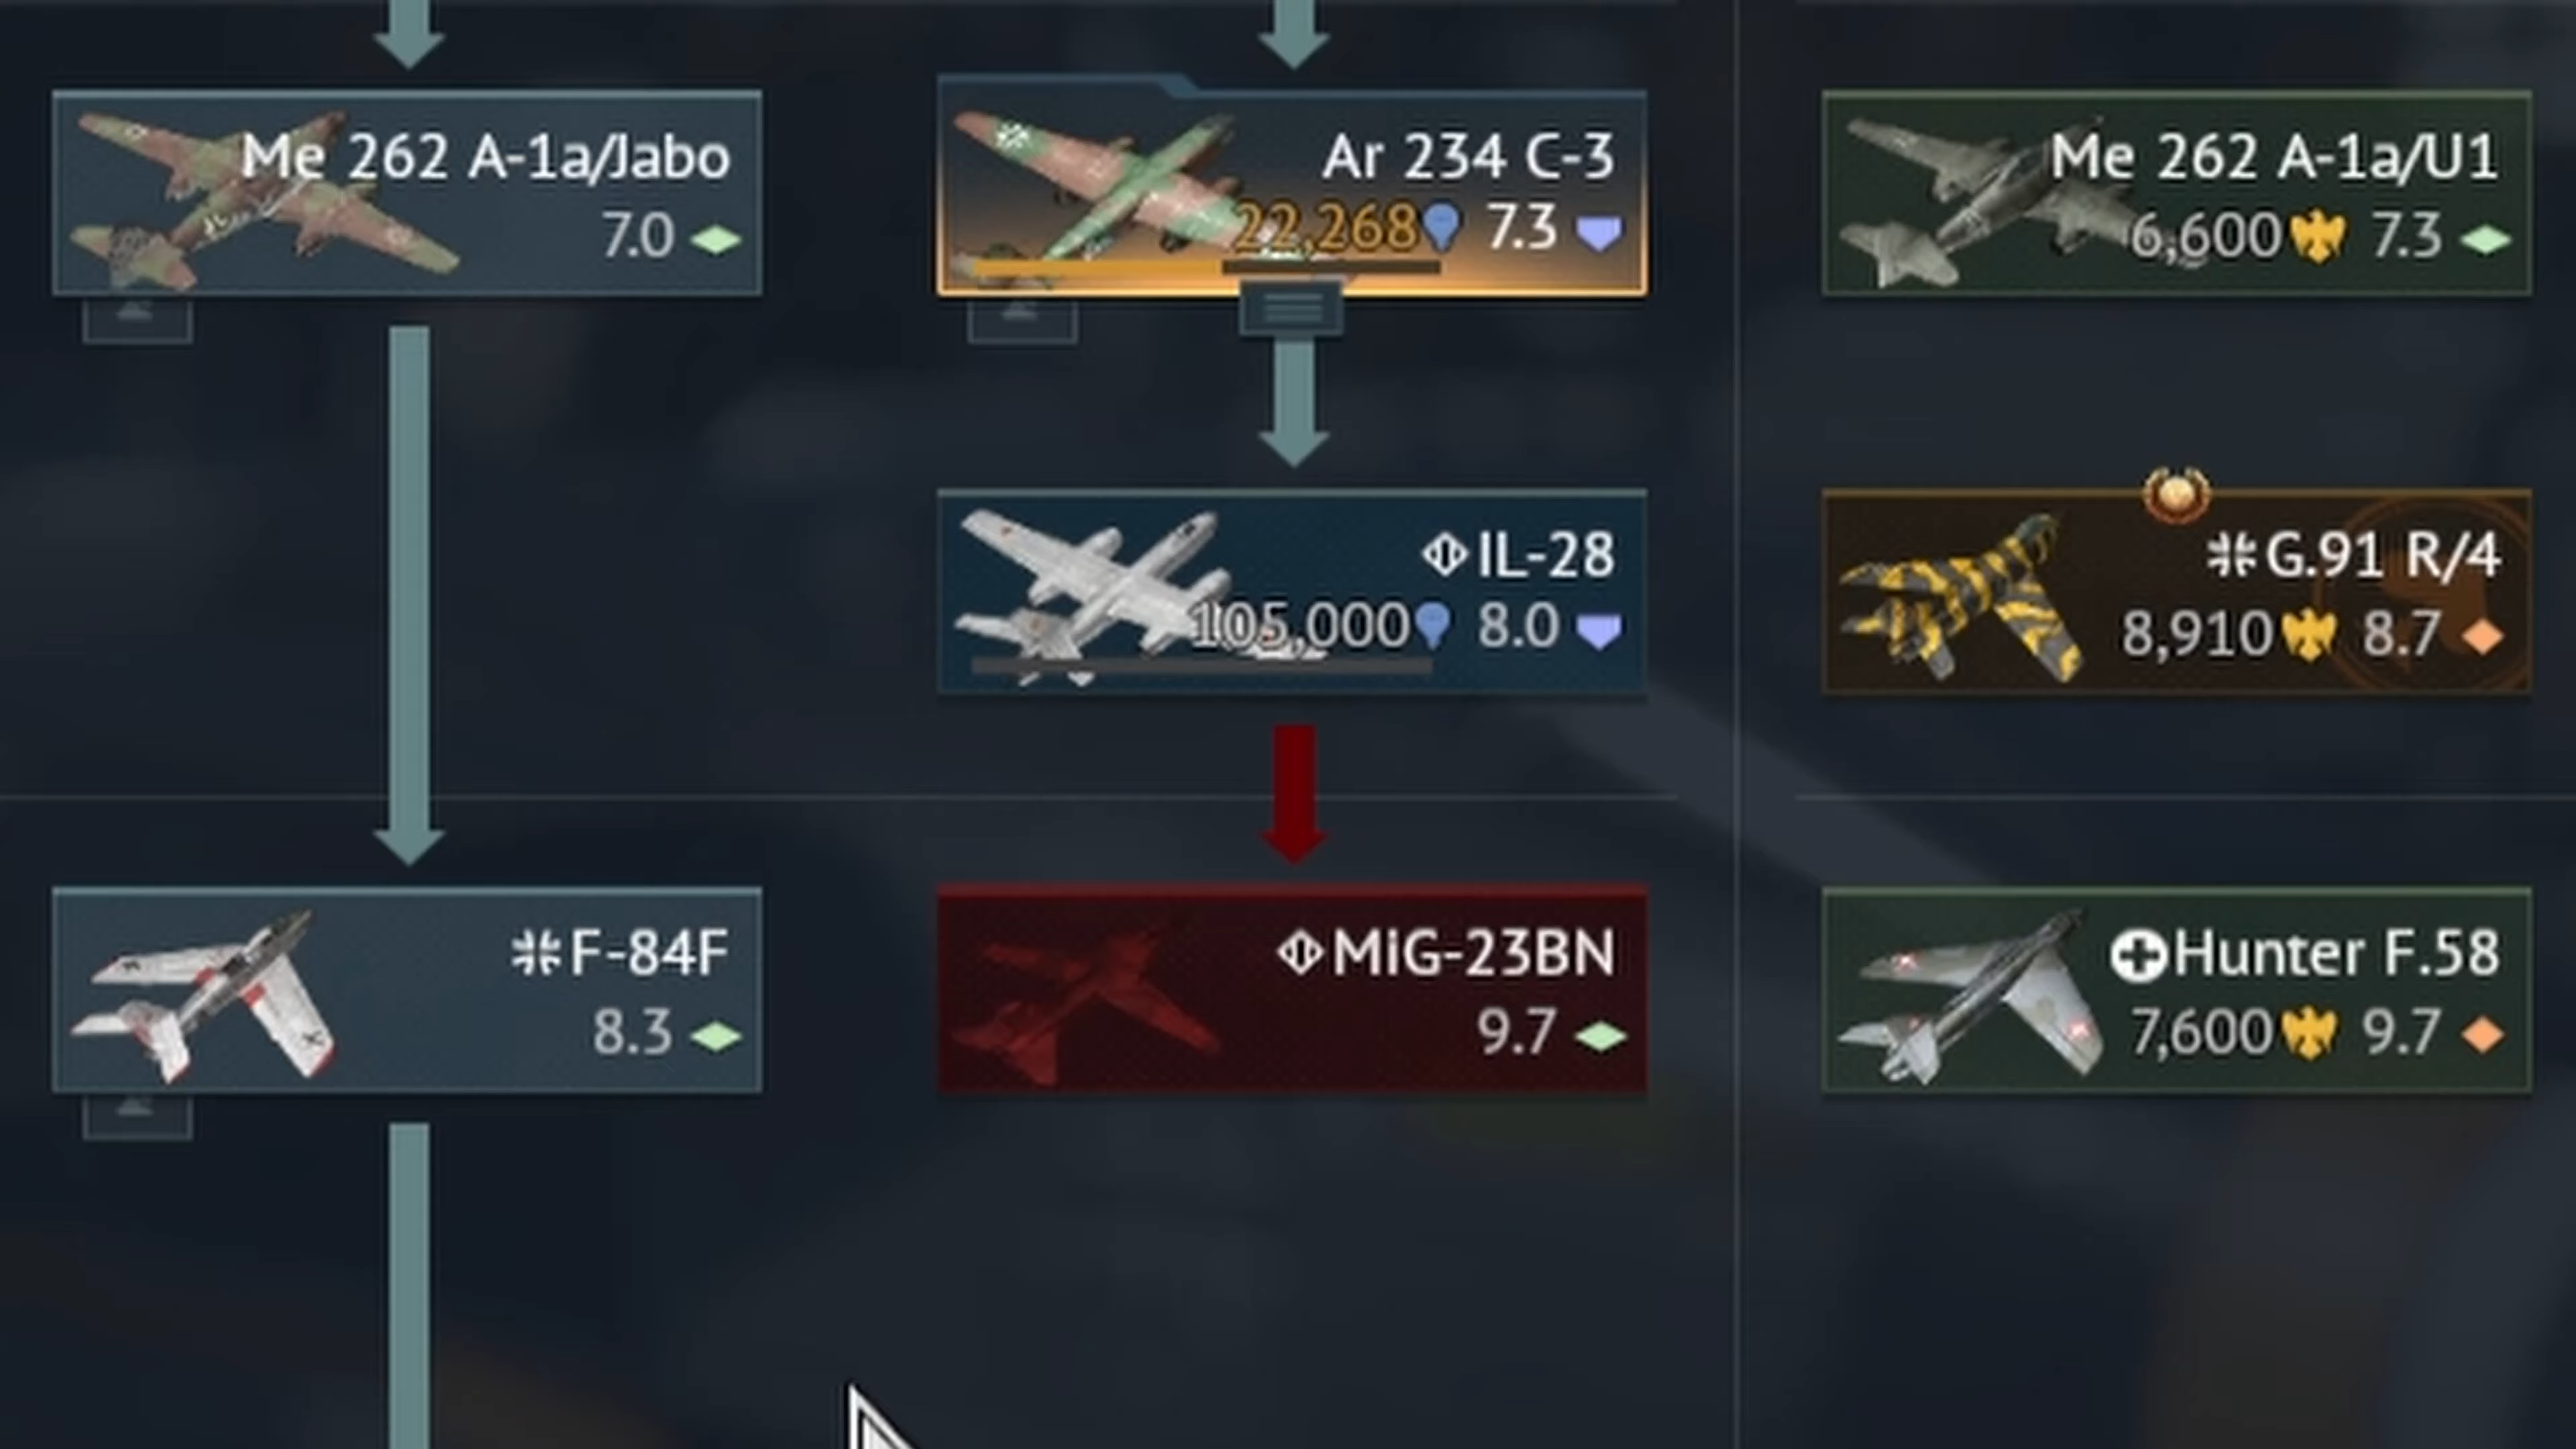 Me 262 A-1a/Jabo
7.0
Ar 234 C-3
22,268 7.3
Me 262 A-1a/U1
6,600 7.3
IL-28
105,000 8.0
G.91 R/4
8,910 8.7
F-84F
8.3
MiG-23BN
9.7
Hunter F.58
7,600 9.7